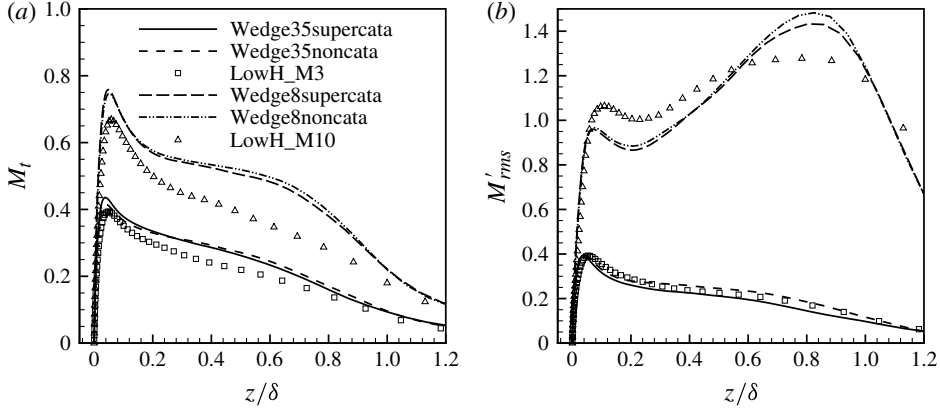 (a)
1.0
0.8
0.6
0.4
0.2
0
M_t
Wedge35supercata
Wedge35noncata
LowH_M3
Wedge8supercata
Wedge8noncata
LowH_M10
0 0.2 0.4 0.6 0.8 1.0 1.2
z/δ
(b)
1.4
1.2
1.0
0.8
0.6
0.4
0.2
0
M′_rms
0 0.2 0.4 0.6 0.8 1.0 1.2
z/δ